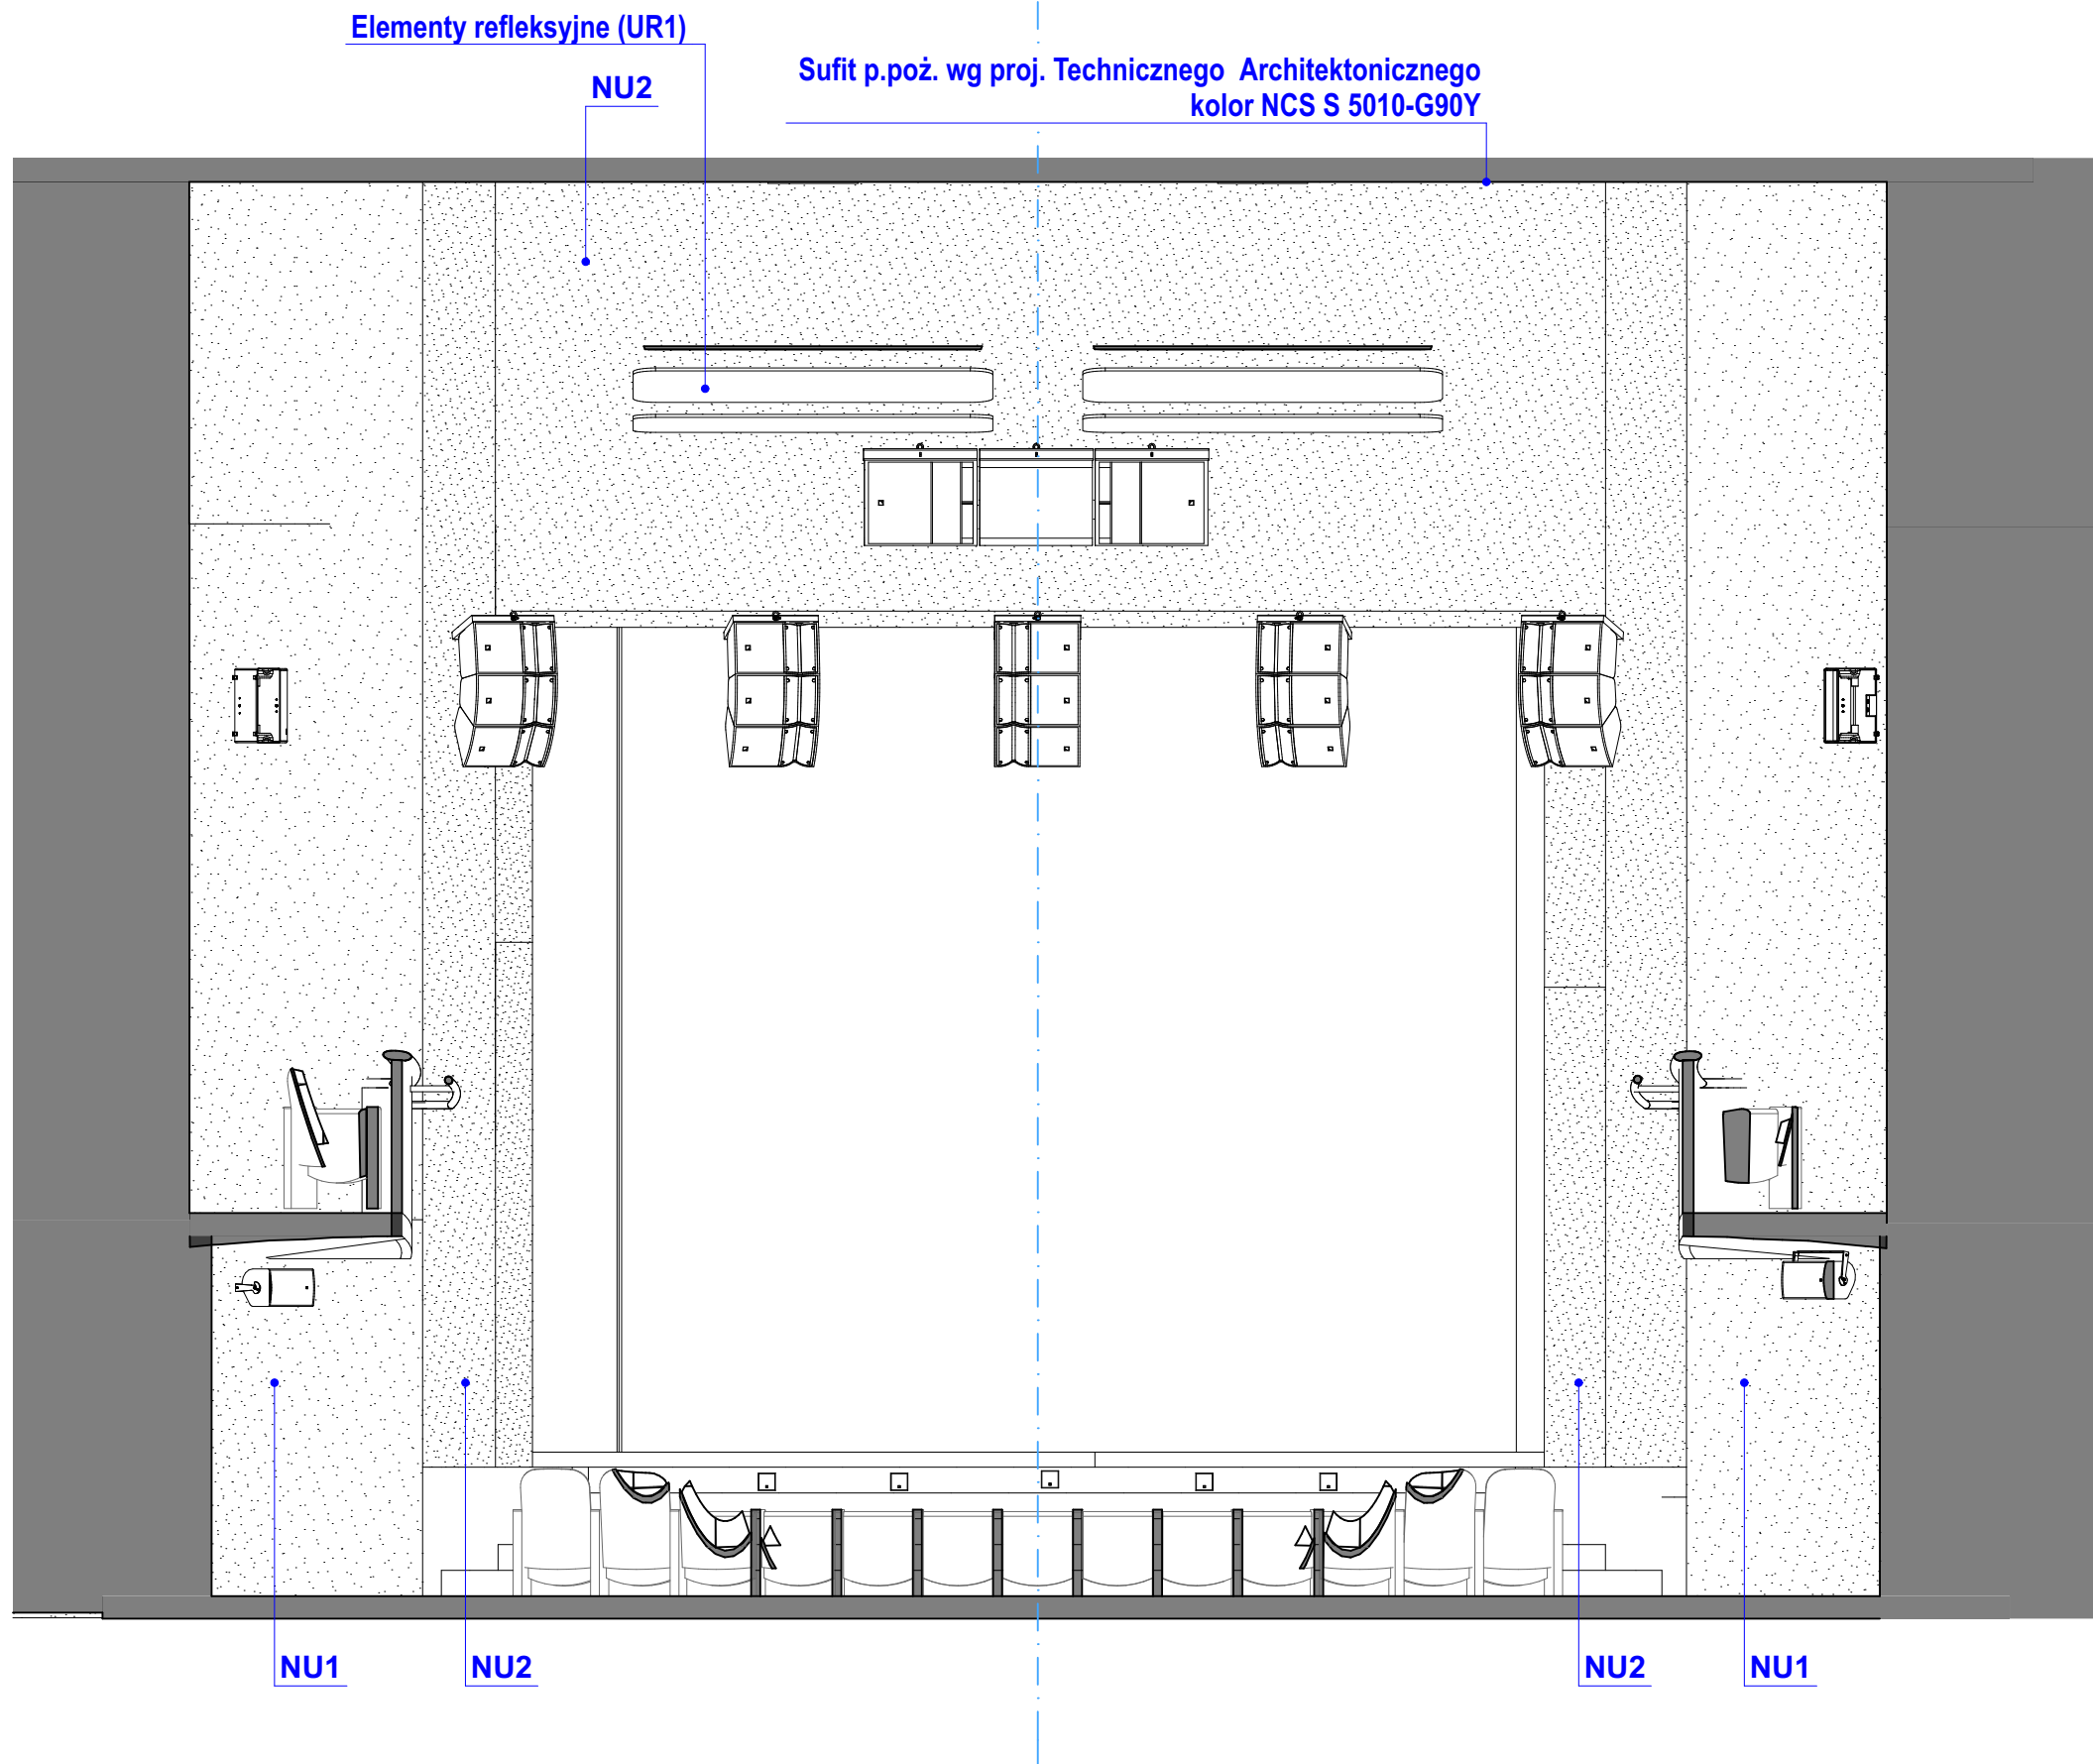 Elementy refleksyjne (UR1)
NU2
Sufit p.poż. wg proj. Technicznego  Architektonicznego
kolor NCS S 5010-G90Y
NU1
NU2
NU2
NU1